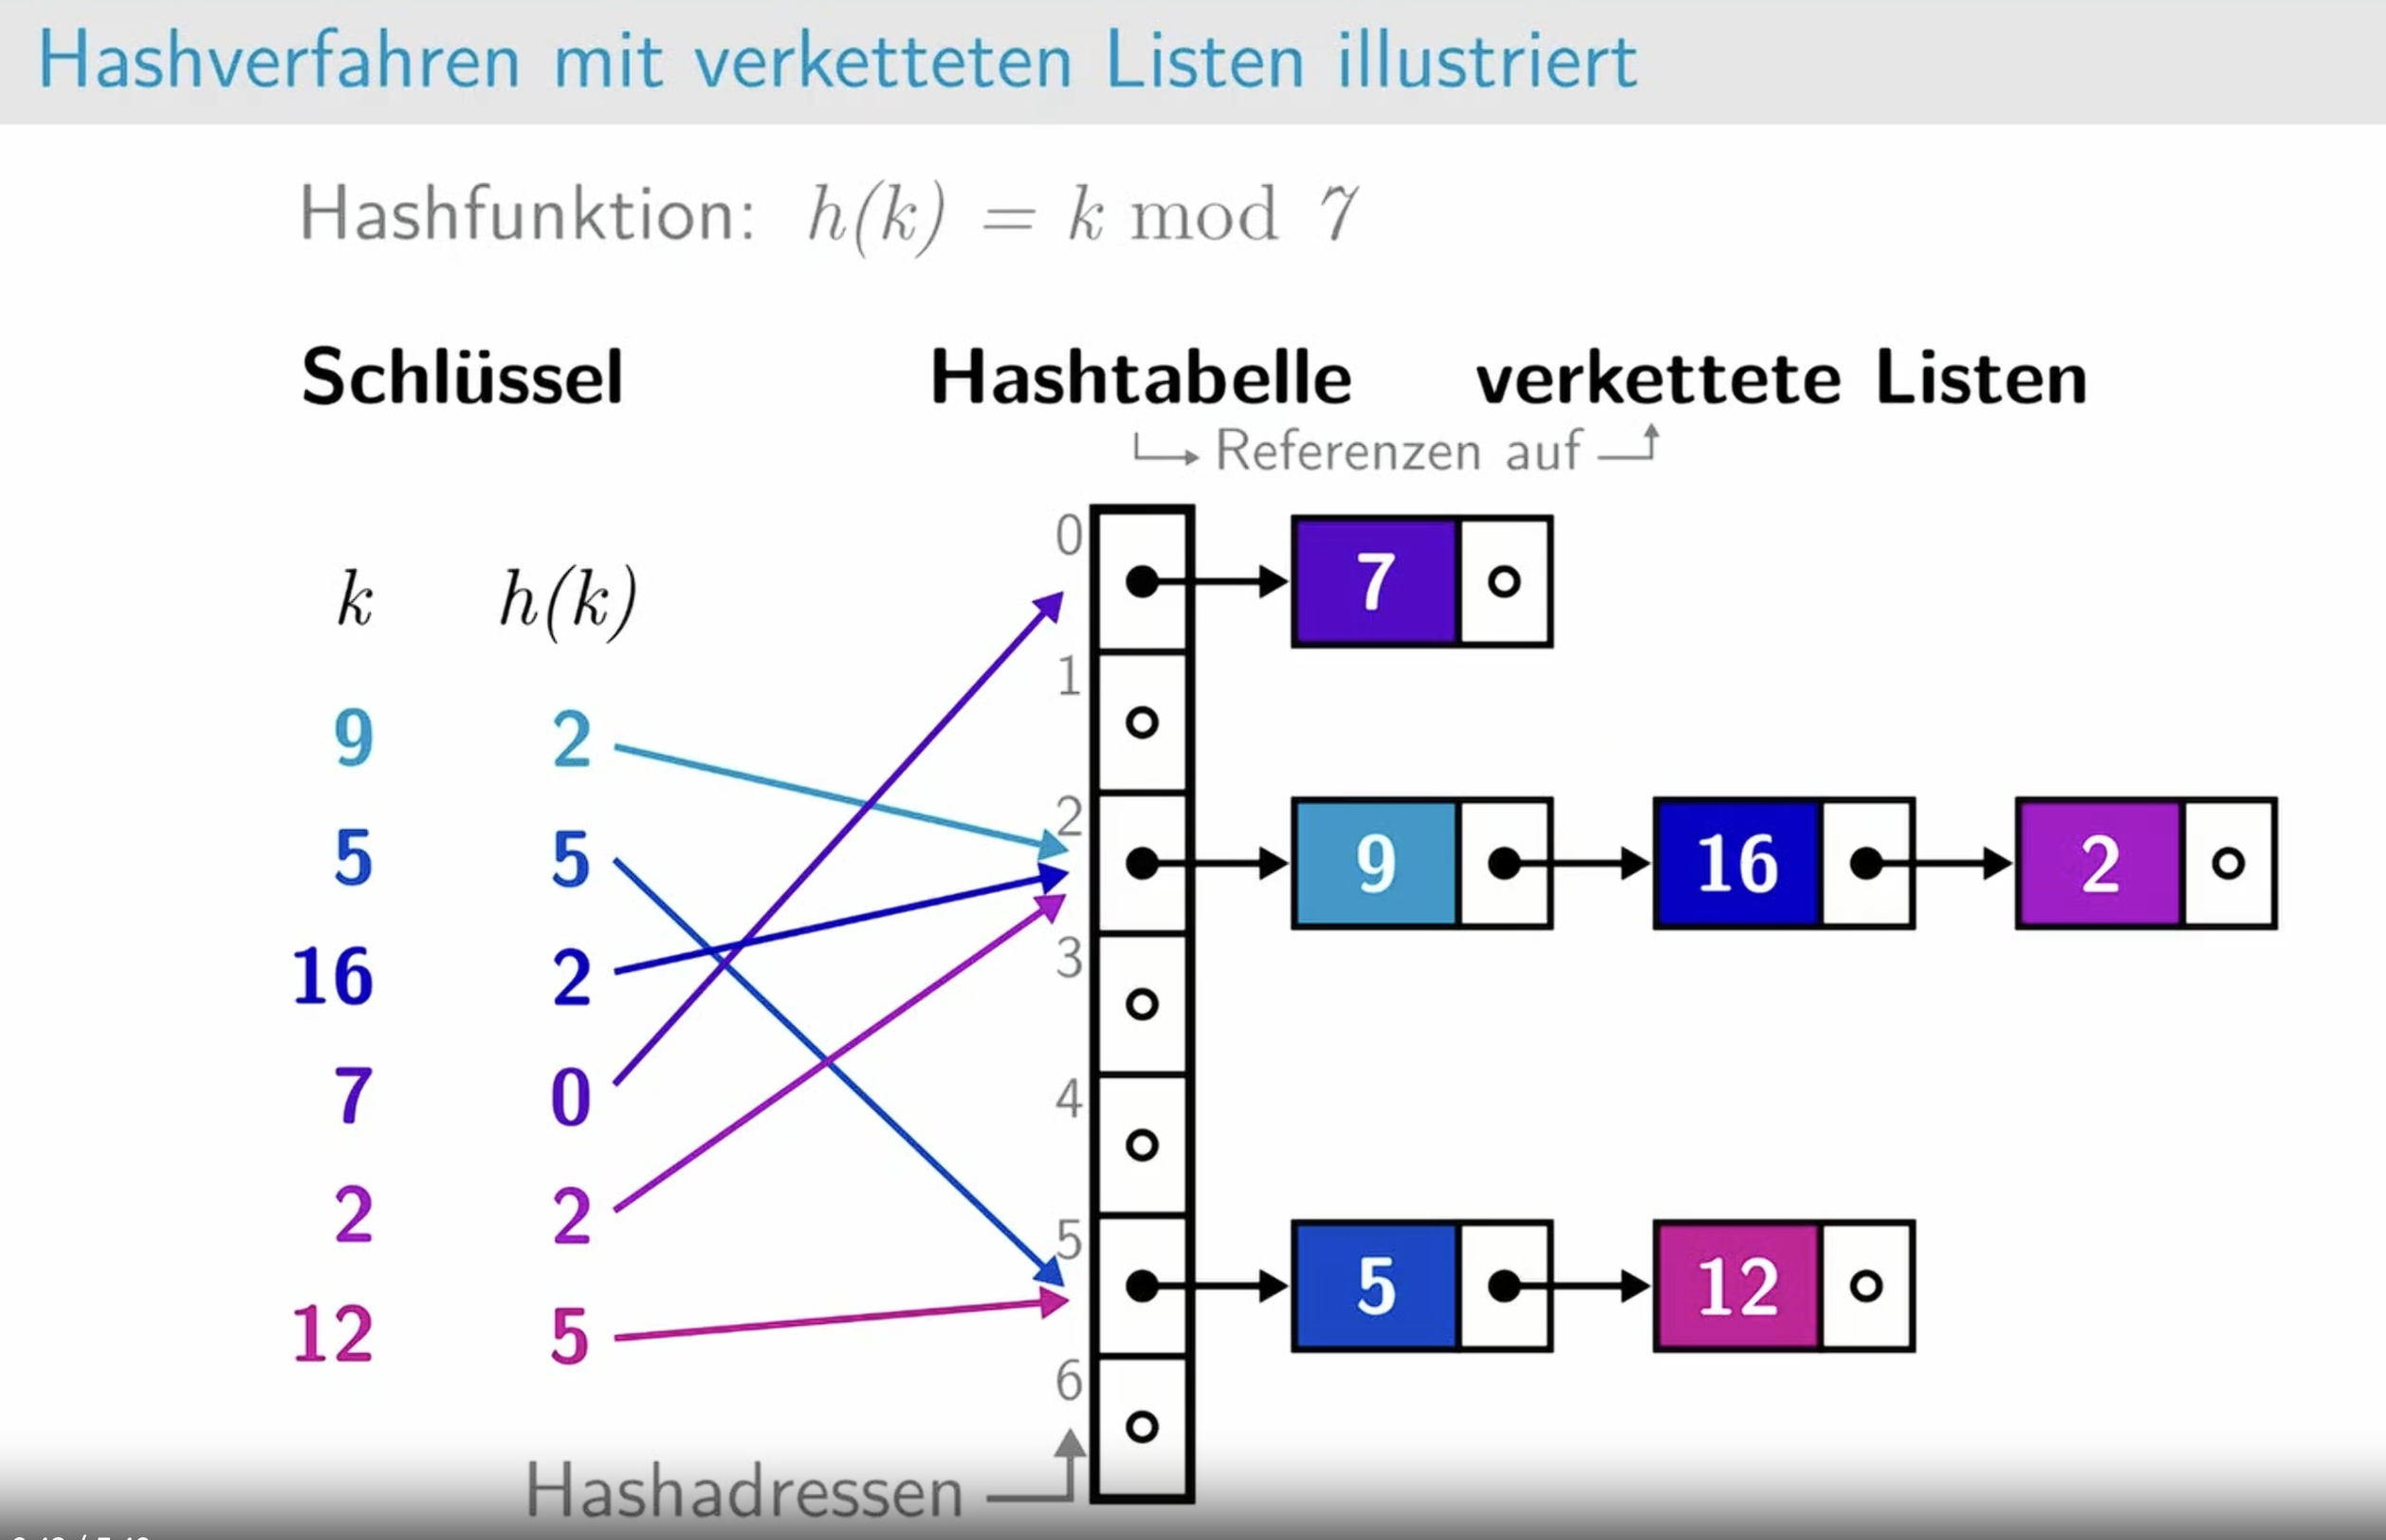 Hashverfahren mit verketteten Listen illustriert
Hashfunktion: h(k) = k mod 7
Schlüssel Hashtabelle verkettete Listen
Referenzen auf
k h(k)
9 2
5 5
16 2
7 0
2 2
12 5
0 7
1
2 9 16 2
3
4
5 5 12
6
Hashadressen